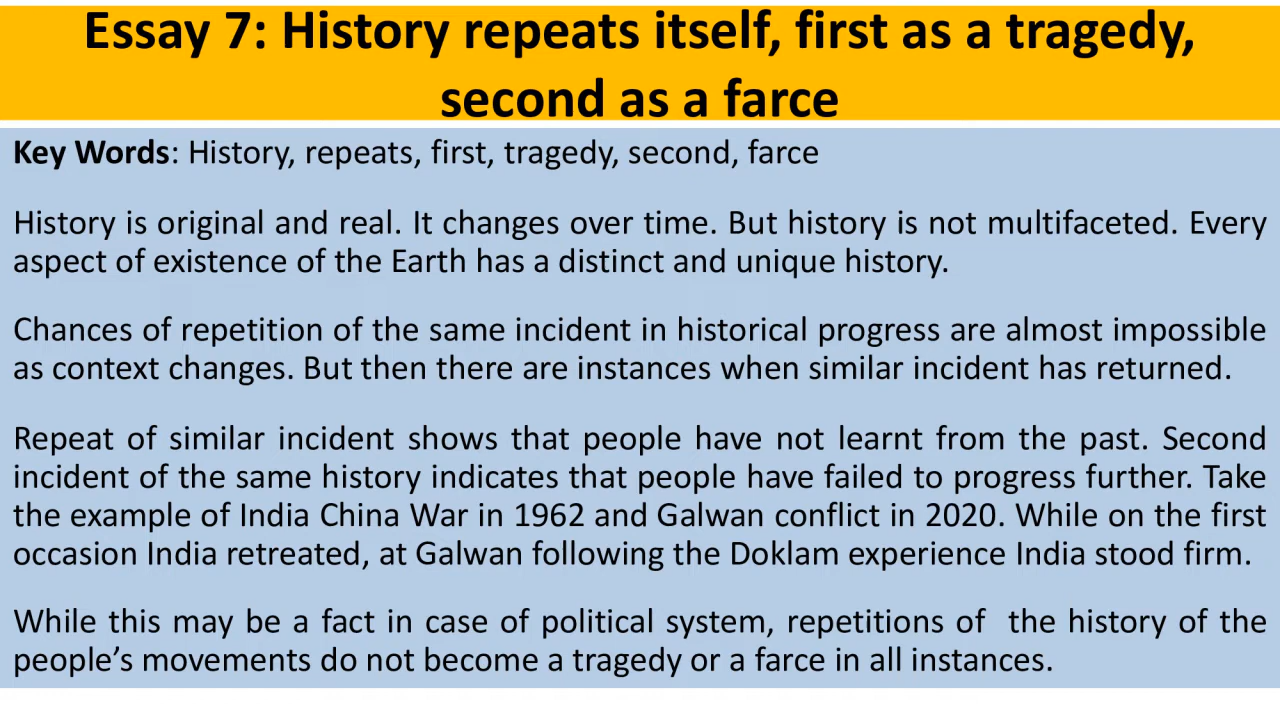 Essay 7: History repeats itself, first as a tragedy,
second as a farce
Key Words: History, repeats, first, tragedy, second, farce
History is original and real. It changes over time. But history is not multifaceted. Every
aspect of existence of the Earth has a distinct and unique history.
Chances of repetition of the same incident in historical progress are almost impossible
as context changes. But then there are instances when similar incident has returned.
Repeat of similar incident shows that people have not learnt from the past. Second
incident of the same history indicates that people have failed to progress further. Take
the example of India China War in 1962 and Galwan conflict in 2020. While on the first
occasion India retreated, at Galwan following the Doklam experience India stood firm.
While this may be a fact in case of political system, repetitions of the history of the
people’s movements do not become a tragedy or a farce in all instances.